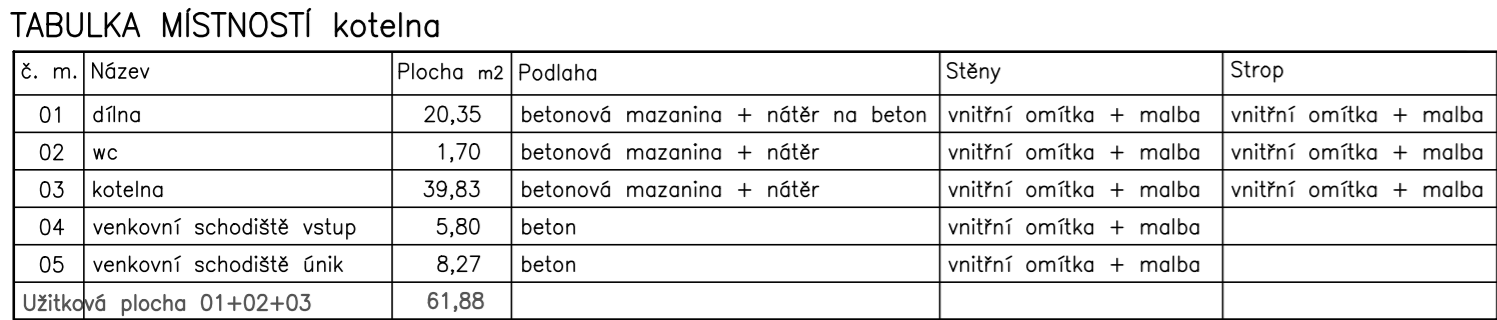 TABULKA MÍSTNOSTÍ kotelna
č. m. Název Plocha m2 Podlaha Stěny Strop
01 dílna 20,35 betonová mazanina + nátěr na beton vnitřní omítka + malba vnitřní omítka + malba
02 wc 1,70 betonová mazanina + nátěr vnitřní omítka + malba vnitřní omítka + malba
03 kotelna 39,83 betonová mazanina + nátěr vnitřní omítka + malba vnitřní omítka + malba
04 venkovní schodiště vstup 5,80 beton vnitřní omítka + malba
05 venkovní schodiště únik 8,27 beton vnitřní omítka + malba
Užitková plocha 01+02+03 61,88